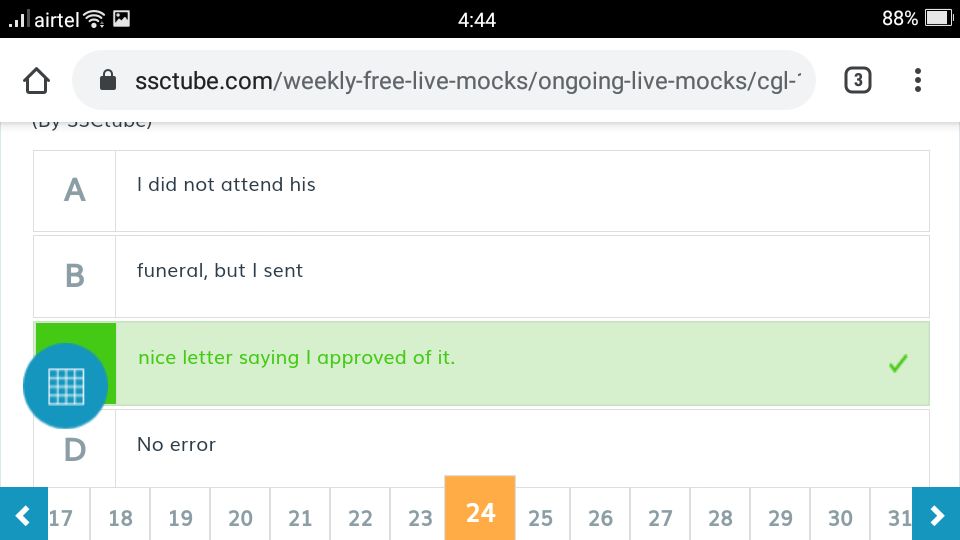 airtel 4:44 88%
ssctube.com/weekly-free-live-mocks/ongoing-live-mocks/cgl- 3
(By SSCtube)
A I did not attend his
B funeral, but I sent
nice letter saying I approved of it.
D No error
17 18 19 20 21 22 23 24 25 26 27 28 29 30 31